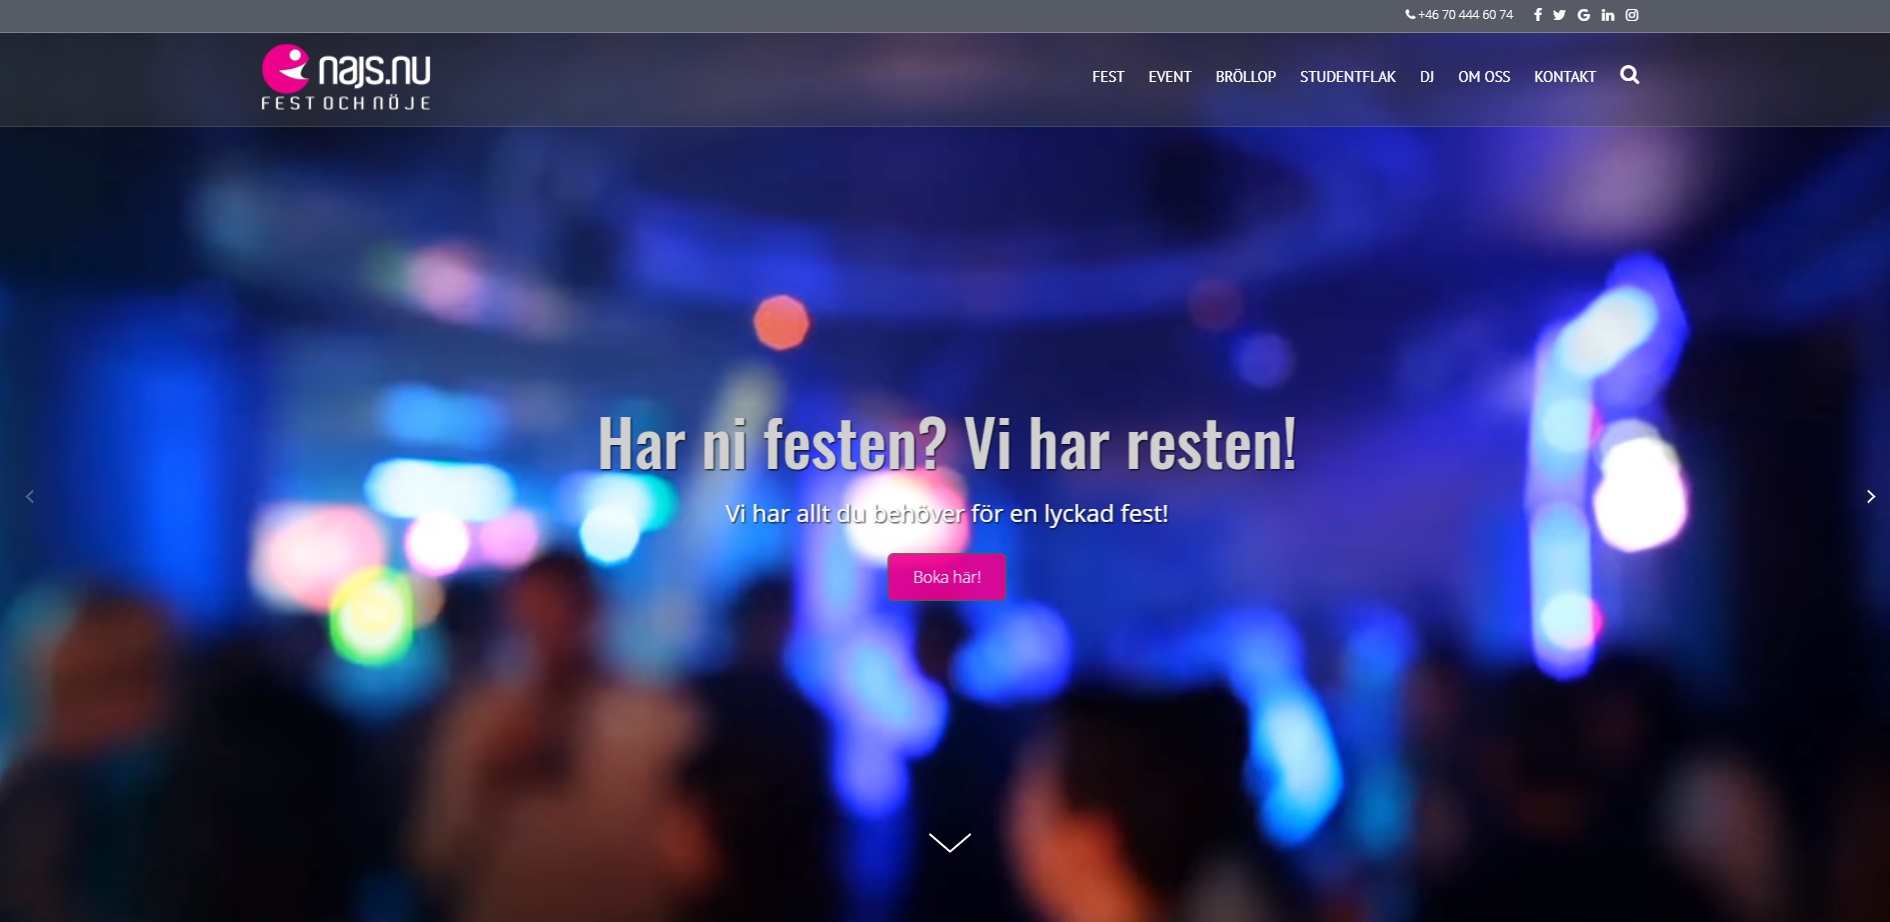 +46 70 444 60 74
najs.nu
FEST OCH NÖJE
FEST EVENT BRÖLLOP STUDENTFLAK DJ OM OSS KONTAKT
Har ni festen? Vi har resten!
Vi har allt du behöver för en lyckad fest!
Boka här!